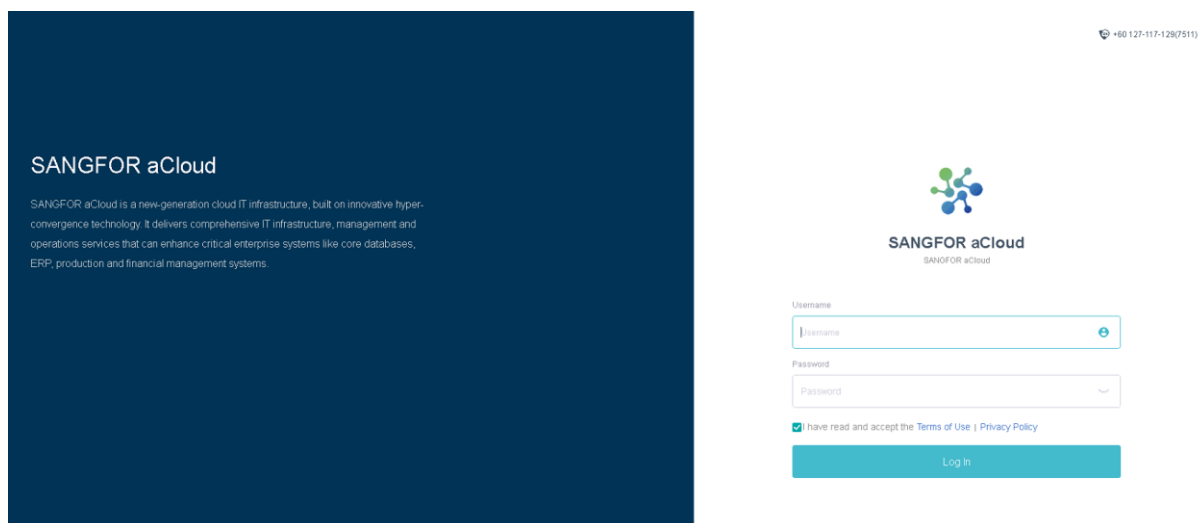 +60 127-117-129(7511)
SANGFOR aCloud
SANGFOR aCloud is a new-generation cloud IT infrastructure, built on innovative hyper-
convergence technology. It delivers comprehensive IT infrastructure, management and
operations services that can enhance critical enterprise systems like core databases,
ERP, production and financial management systems.
SANGFOR aCloud
SANGFOR aCloud
Username
Username
Password
Password
I have read and accept the Terms of Use | Privacy Policy
Log In